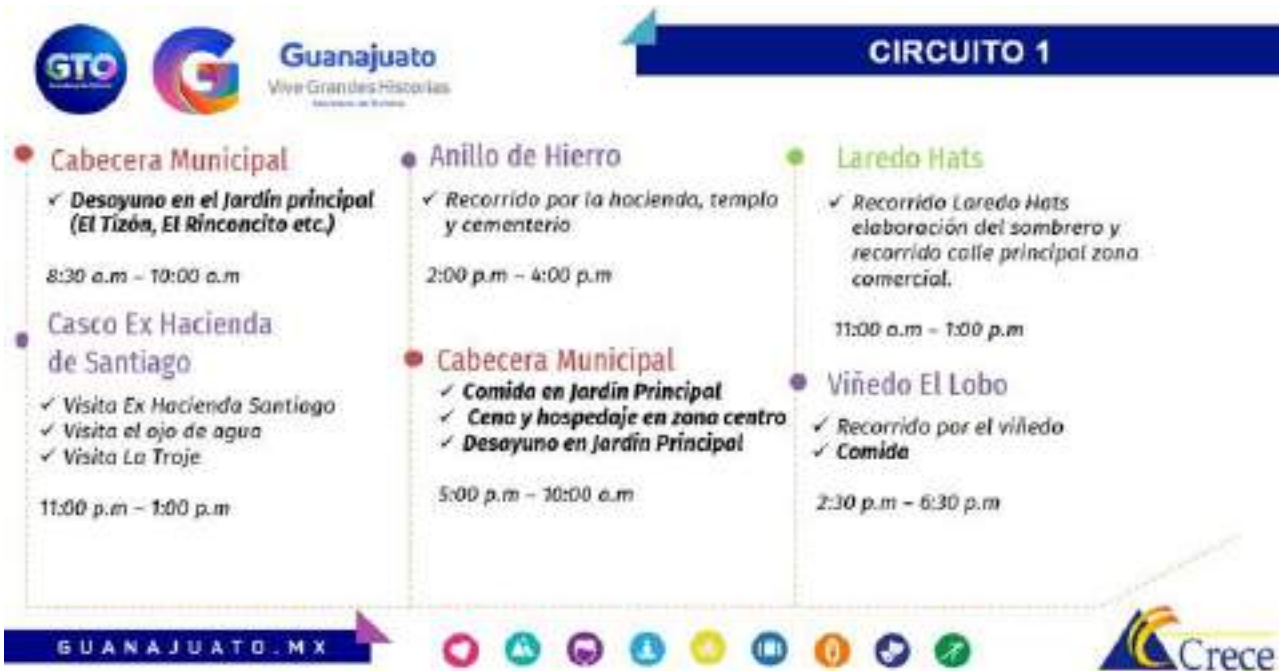 GTO
Guanajuato
Vive Grandes Historias
CIRCUITO 1
Cabecera Municipal
✓ Desayuno en el Jardín principal
(El Tizón, El Rinconcito etc.)
8:30 a.m – 10:00 a.m
Casco Ex Hacienda
de Santiago
✓ Visita Ex Hacienda Santiago
✓ Visita el ojo de agua
✓ Visita La Troje
11:00 p.m – 1:00 p.m
Anillo de Hierro
✓ Recorrido por la hacienda, templo
y cementerio
2:00 p.m – 4:00 p.m
Cabecera Municipal
✓ Comida en Jardín Principal
✓ Cena y hospedaje en zona centro
✓ Desayuno en Jardín Principal
5:00 p.m – 10:00 a.m
Laredo Hats
✓ Recorrido Laredo Hats
elaboración del sombrero y
recorrido calle principal zona
comercial.
11:00 a.m – 1:00 p.m
Viñedo El Lobo
✓ Recorrido por el viñedo
✓ Comida
2:30 p.m – 6:30 p.m
GUANAJUATO.MX
Crece